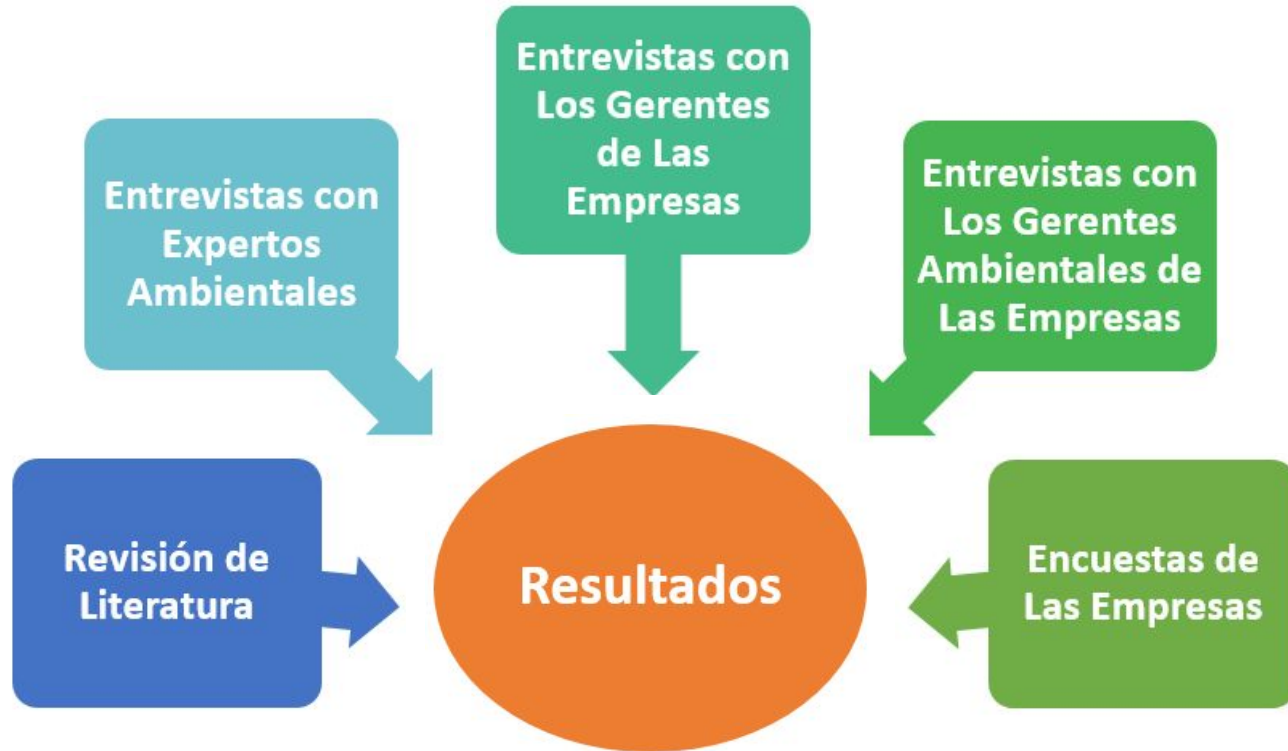 Entrevistas con
Los Gerentes
de Las
Empresas
Entrevistas con
Expertos
Ambientales
Entrevistas con
Los Gerentes
Ambientales de
Las Empresas
Revisión de
Literatura
Resultados
Encuestas de
Las Empresas